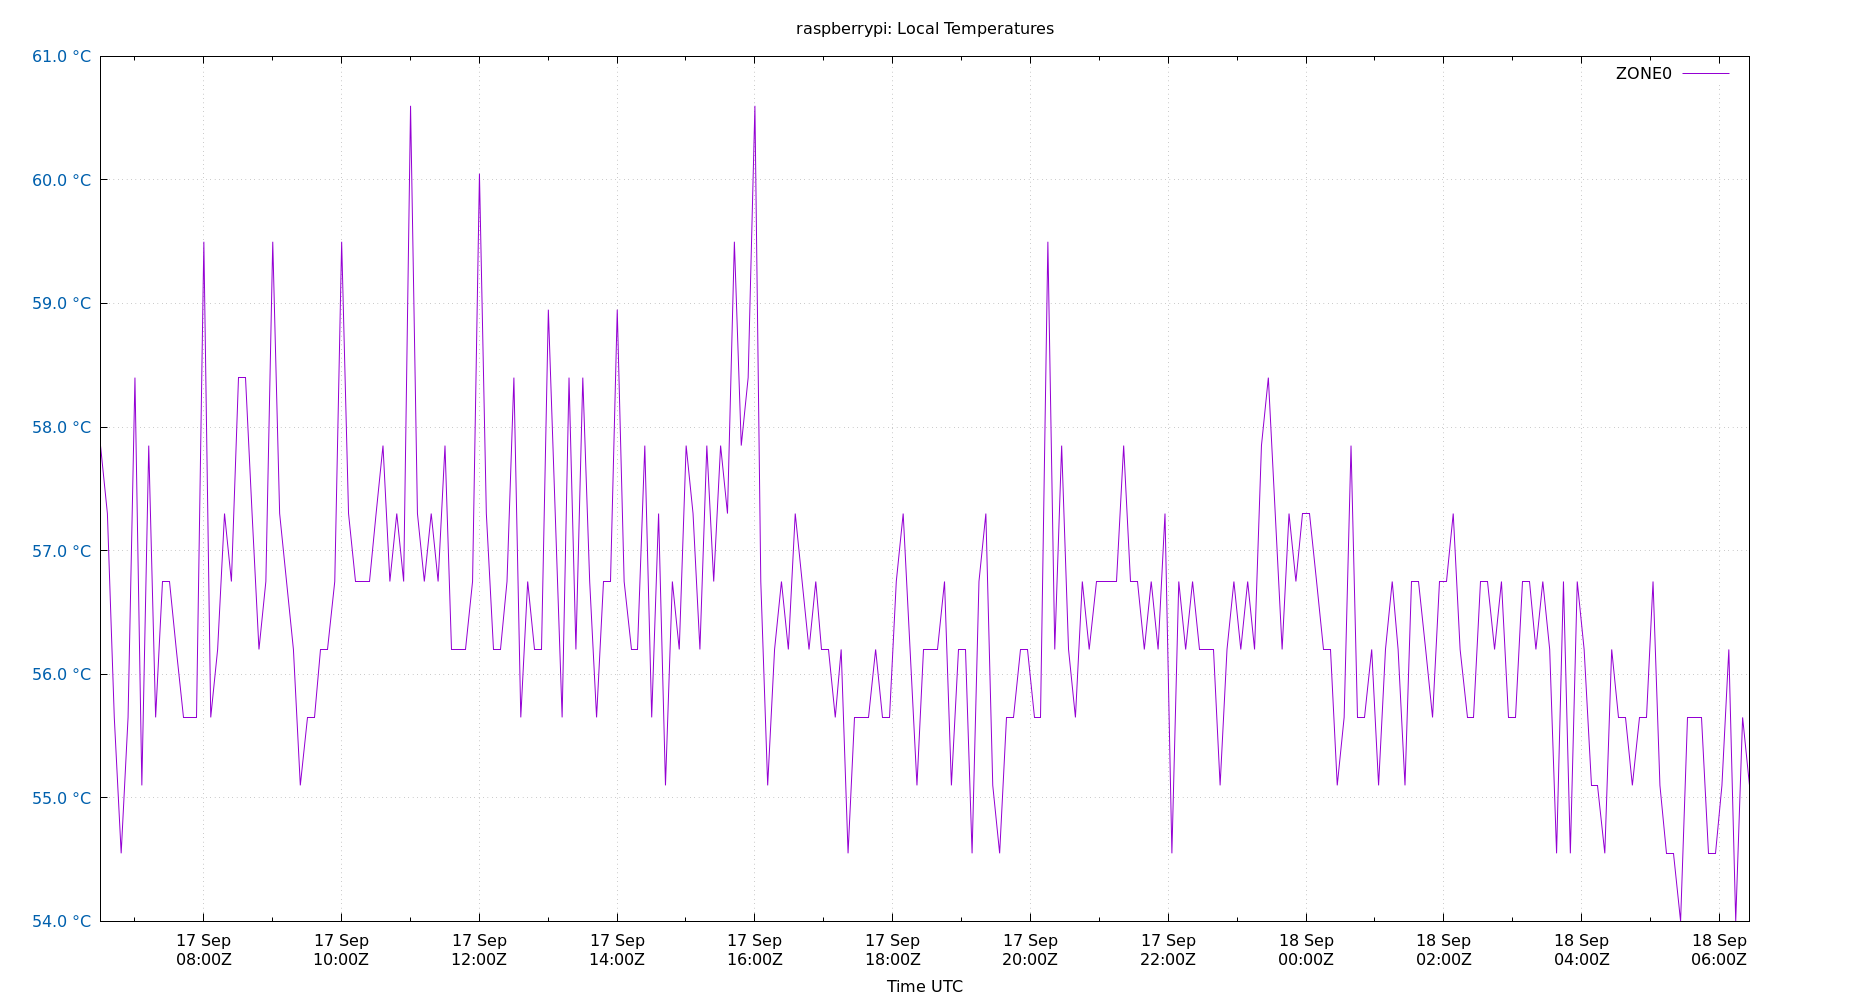 raspberrypi: Local Temperatures
61.0 °C
ZONE0
60.0 °C
59.0 °C
58.0 °C
57.0 °C
56.0 °C
55.0 °C
54.0 °C
17 Sep 17 Sep 17 Sep 17 Sep 17 Sep 17 Sep 17 Sep 17 Sep 18 Sep 18 Sep 18 Sep 18 Sep
08:00Z 10:00Z 12:00Z 14:00Z 16:00Z 18:00Z 20:00Z 22:00Z 00:00Z 02:00Z 04:00Z 06:00Z
Time UTC